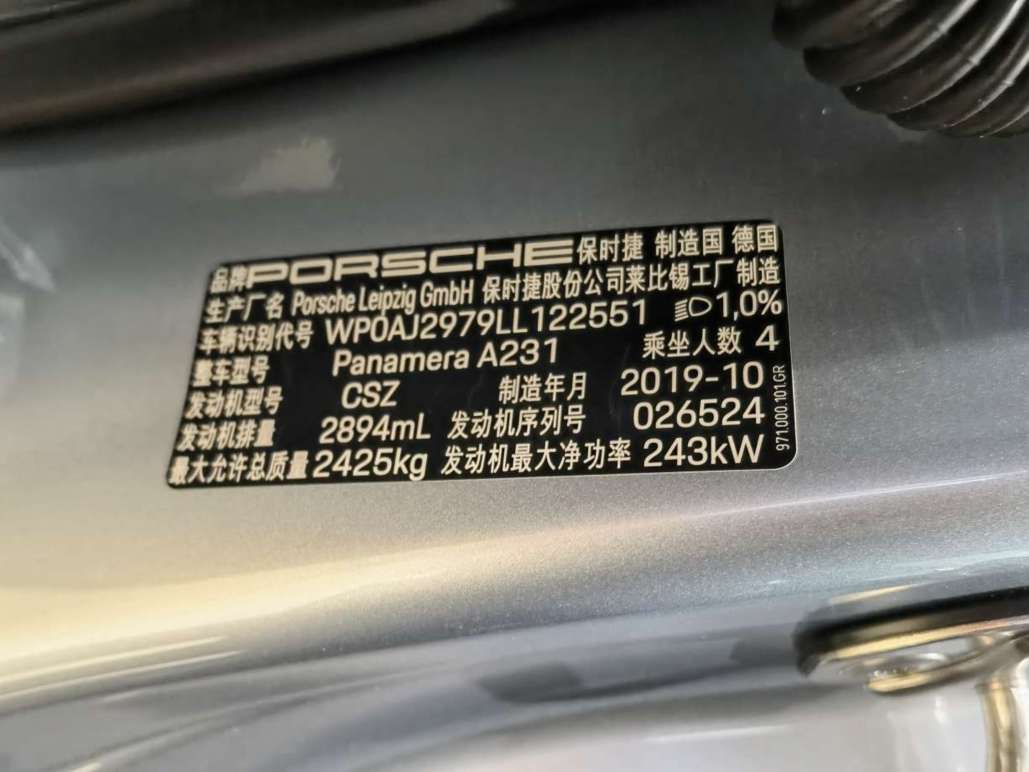 品牌 PORSCHE 保时捷 制造国 德国
生产厂名 Porsche Leipzig GmbH 保时捷股份公司莱比锡工厂制造
车辆识别代号 WP0AJ2979LL122551 1,0%
整车型号 Panamera A231 乘坐人数 4
发动机型号 CSZ 制造年月 2019-10
发动机排量 2894mL 发动机序列号 026524
最大允许总质量 2425kg 发动机最大净功率 243kW
971.000.101.GR